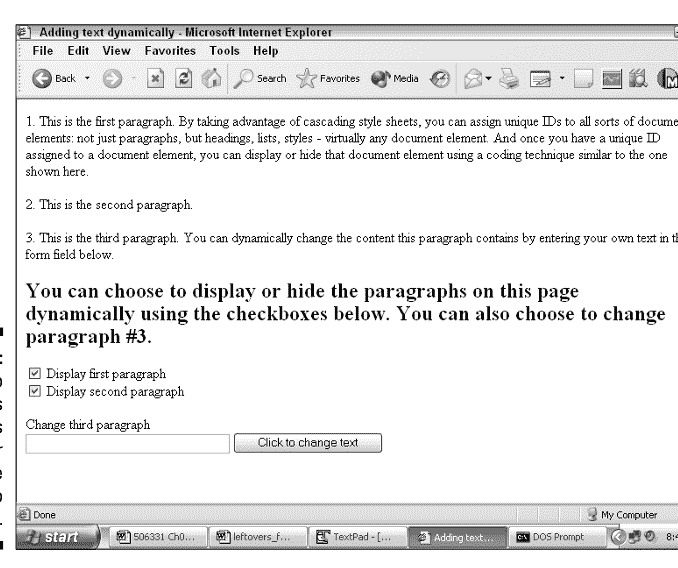 Adding text dynamically - Microsoft Internet Explorer
File Edit View Favorites Tools Help
Back Search Favorites Media
1. This is the first paragraph. By taking advantage of cascading style sheets, you can assign unique IDs to all sorts of docume
elements: not just paragraphs, but headings, lists, styles - virtually any document element. And once you have a unique ID
assigned to a document element, you can display or hide that document element using a coding technique similar to the one
shown here.
2. This is the second paragraph.
3. This is the third paragraph. You can dynamically change the content this paragraph contains by entering your own text in th
form field below.
You can choose to display or hide the paragraphs on this page
dynamically using the checkboxes below. You can also choose to change
paragraph #3.
Display first paragraph
Display second paragraph
Change third paragraph
Click to change text
Done My Computer
start 506331 Ch0... leftovers_f... TextPad - [... Adding text... DOS Prompt 8:4